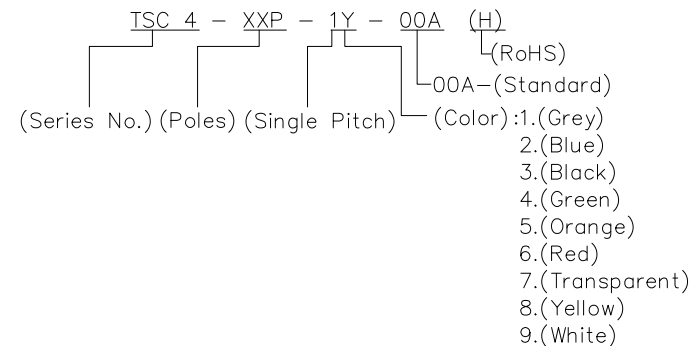 TSC 4 - XXP - 1Y - 00A (H)
(RoHS)
00A-(Standard)
(Series No.) (Poles) (Single Pitch) (Color):1.(Grey)
2.(Blue)
3.(Black)
4.(Green)
5.(Orange)
6.(Red)
7.(Transparent)
8.(Yellow)
9.(White)